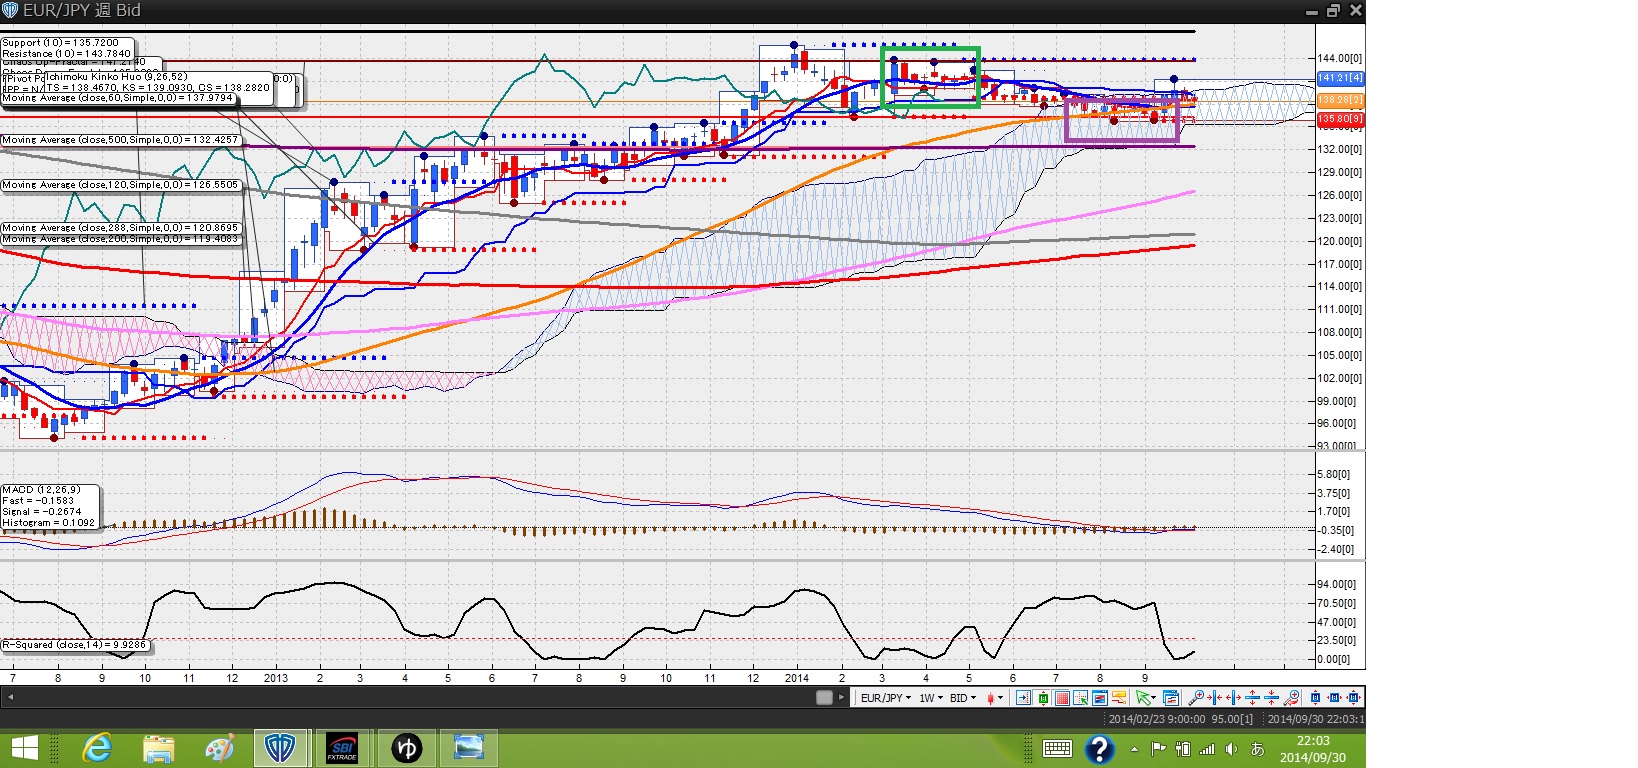 EUR/JPY 週 Bid
Support (10) = 135.7200
Resistance (10) = 143.7840
Ichimoku Kinko Huo (9,26,52)
TS = 138.4670, KS = 139.0930, CS = 138.2820
Moving Average (close,60,Simple,0,0) = 137.9794
Moving Average (close,500,Simple,0,0) = 132.4257
Moving Average (close,120,Simple,0,0) = 126.5505
Moving Average (close,288,Simple,0,0) = 120.8695
Moving Average (close,200,Simple,0,0) = 119.4083
144.00[0]
141.21[4]
138.28[2]
135.80[9]
132.00[0]
129.00[0]
126.00[0]
123.00[0]
120.00[0]
117.00[0]
114.00[0]
111.00[0]
108.00[0]
105.00[0]
102.00[0]
99.00[0]
96.00[0]
93.00[0]
MACD (12,26,9)
Fast = -0.1583
Signal = -0.2674
Histogram = 0.1092
5.80[0]
3.75[0]
1.70[0]
-0.35[0]
-2.40[0]
R-Squared (close,14) = 9.9286
94.00[0]
70.50[0]
47.00[0]
23.50[0]
0.00[0]
7 8 9 10 11 12 2013 2 3 4 5 6 7 8 9 10 11 12 2014 2 3 4 5 6 7 8 9
EUR/JPY 1W BID
2014/02/23 9:00:00 95.00[1] 2014/09/30 22:03:1
SBI
FXTRADE
ゆ
?
あ
22:03
2014/09/30